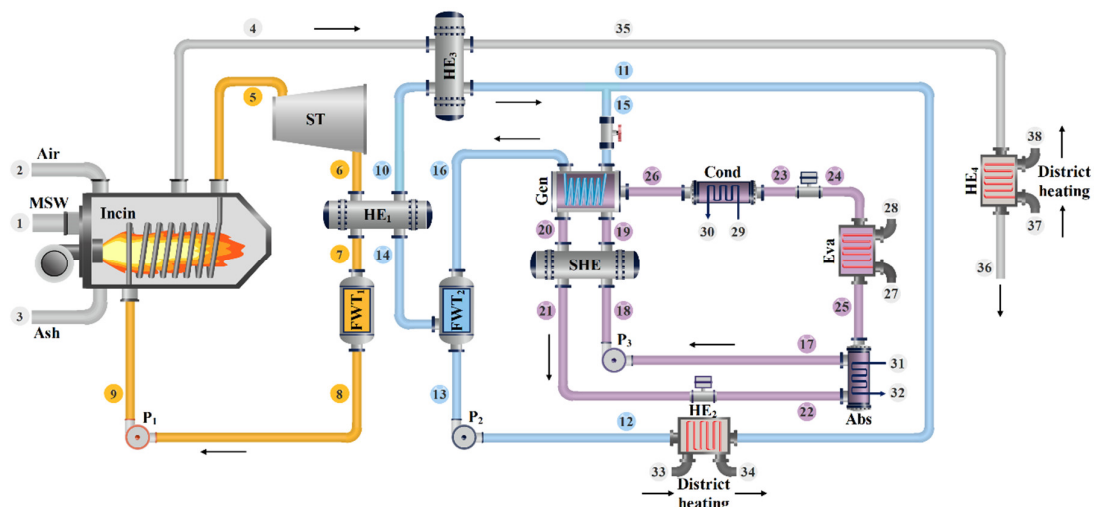 4
35
HE3
5
11
ST
15
38
2
Air
6
10
16
Gen
Cond
26
23
24
HE4
District
heating
MSW
1
Incin
HE1
30
29
28
37
20
19
7
14
SHE
Eva
36
27
3
Ash
FWT1
FWT2
21
18
25
P3
17
31
9
8
13
32
22
Abs
P1
P2
12
HE2
33
34
District
heating